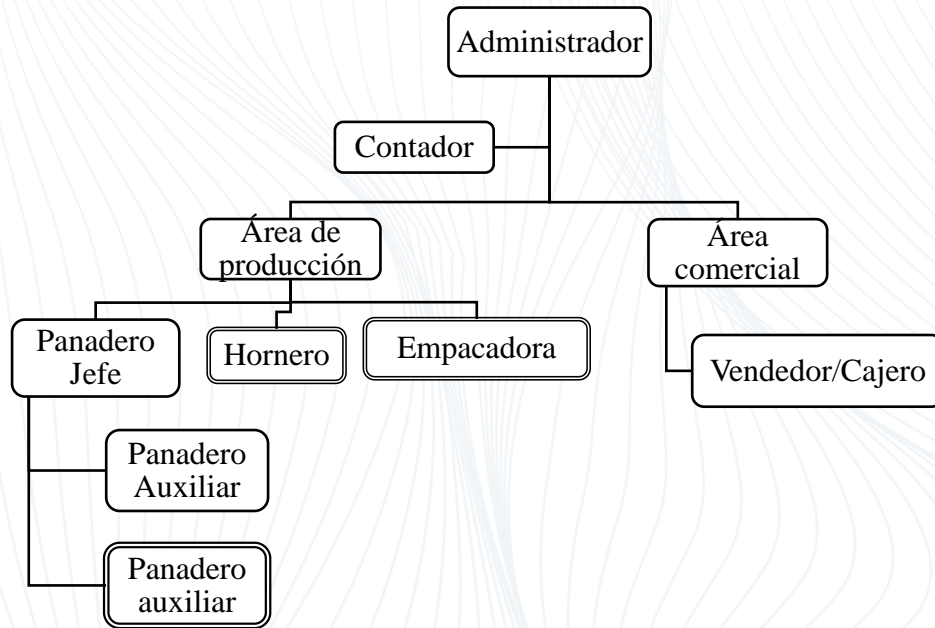 Administrador
Contador
Área de
producción
Área
comercial
Panadero
Jefe
Hornero
Empacadora
Vendedor/Cajero
Panadero
Auxiliar
Panadero
auxiliar